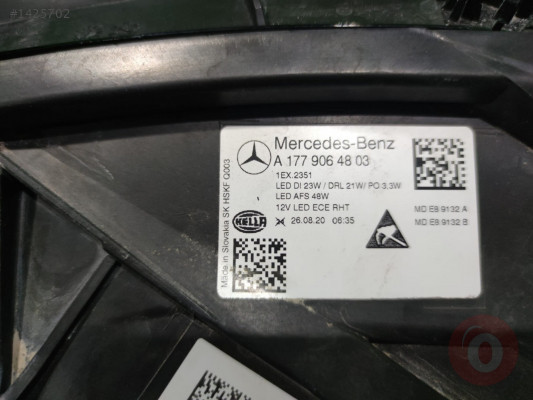 #1425702
Mercedes-Benz
A 177 906 48 03
1EX.2351
LED DI 23W / DRL 21W/ PO 3,3W
LED AFS 48W
12V LED ECE RHT
HELLA
26.08.20 06:35
MD E8 9132 A
MD E8 9132 B
Made in Slovakia SK HSKF Q003